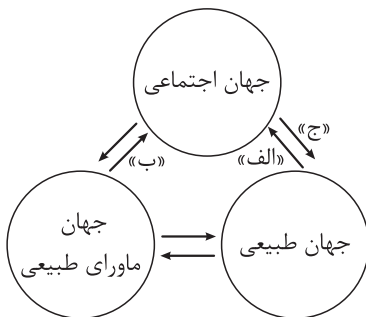 جهان اجتماعی
«ج»
«الف»
«ب»
جهان طبیعی
جهان
ماورای طبیعی